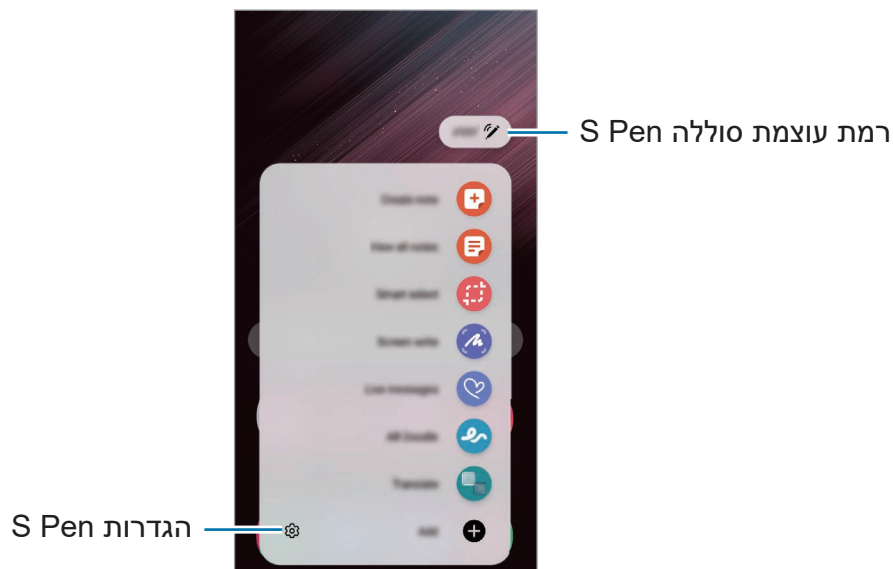 רמת עוצמת סוללה S Pen
Create note
View all notes
Smart select
Screen write
Live messages
AR Doodle
Translate
Add
הגדרות S Pen